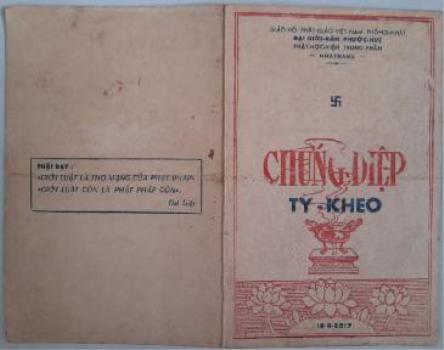 PHẬT DẠY :
«GIỚI LUẬT LÀ THỌ MẠNG CỦA PHẬT PHÁP»
«GIỚI LUẬT CÒN LÀ PHẬT PHÁP CÒN».
Đại Luật
GIÁO HỘI PHẬT GIÁO VIỆT NAM THỐNG NHẤT
ĐẠI GIỚI-ĐÀN PHƯỚC-HUỆ
PHẬT HỌC VIỆN TRUNG PHẦN
— NHATRANG —
卐
CHỨNG-ĐIỆP
TỲ-KHEO